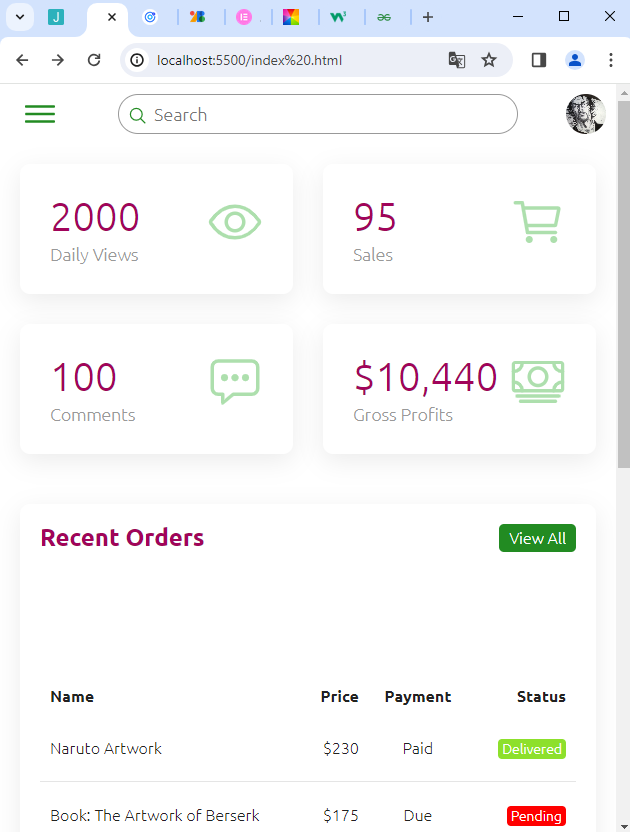 localhost:5500/index%20.html
Search
2000
Daily Views
95
Sales
100
Comments
$10,440
Gross Profits
Recent Orders
View All
Name Price Payment Status
Naruto Artwork $230 Paid Delivered
Book: The Artwork of Berserk $175 Due Pending